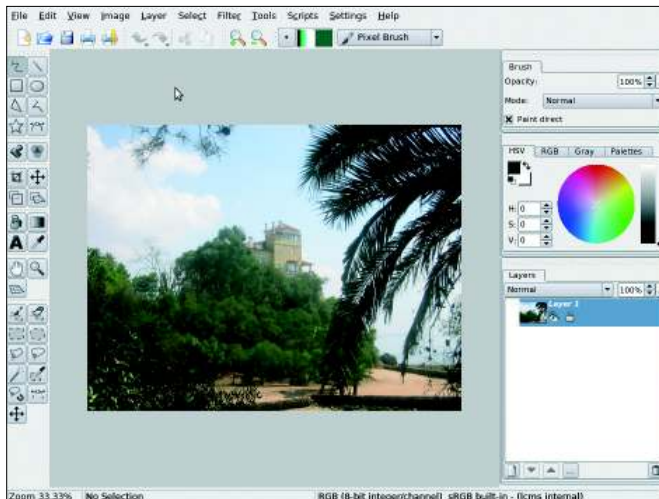 File Edit View Image Layer Select Filter Tools Scripts Settings Help
Pixel Brush
Brush
Opacity: 100%
Mode: Normal
Paint direct
HSV RGB Gray Palettes
H: 0
S: 0
V: 0
Layers
Normal 100%
Layer 1
Zoom 33.33% No Selection RGB (8-bit integer/channel) sRGB built-in - (lcms internal)